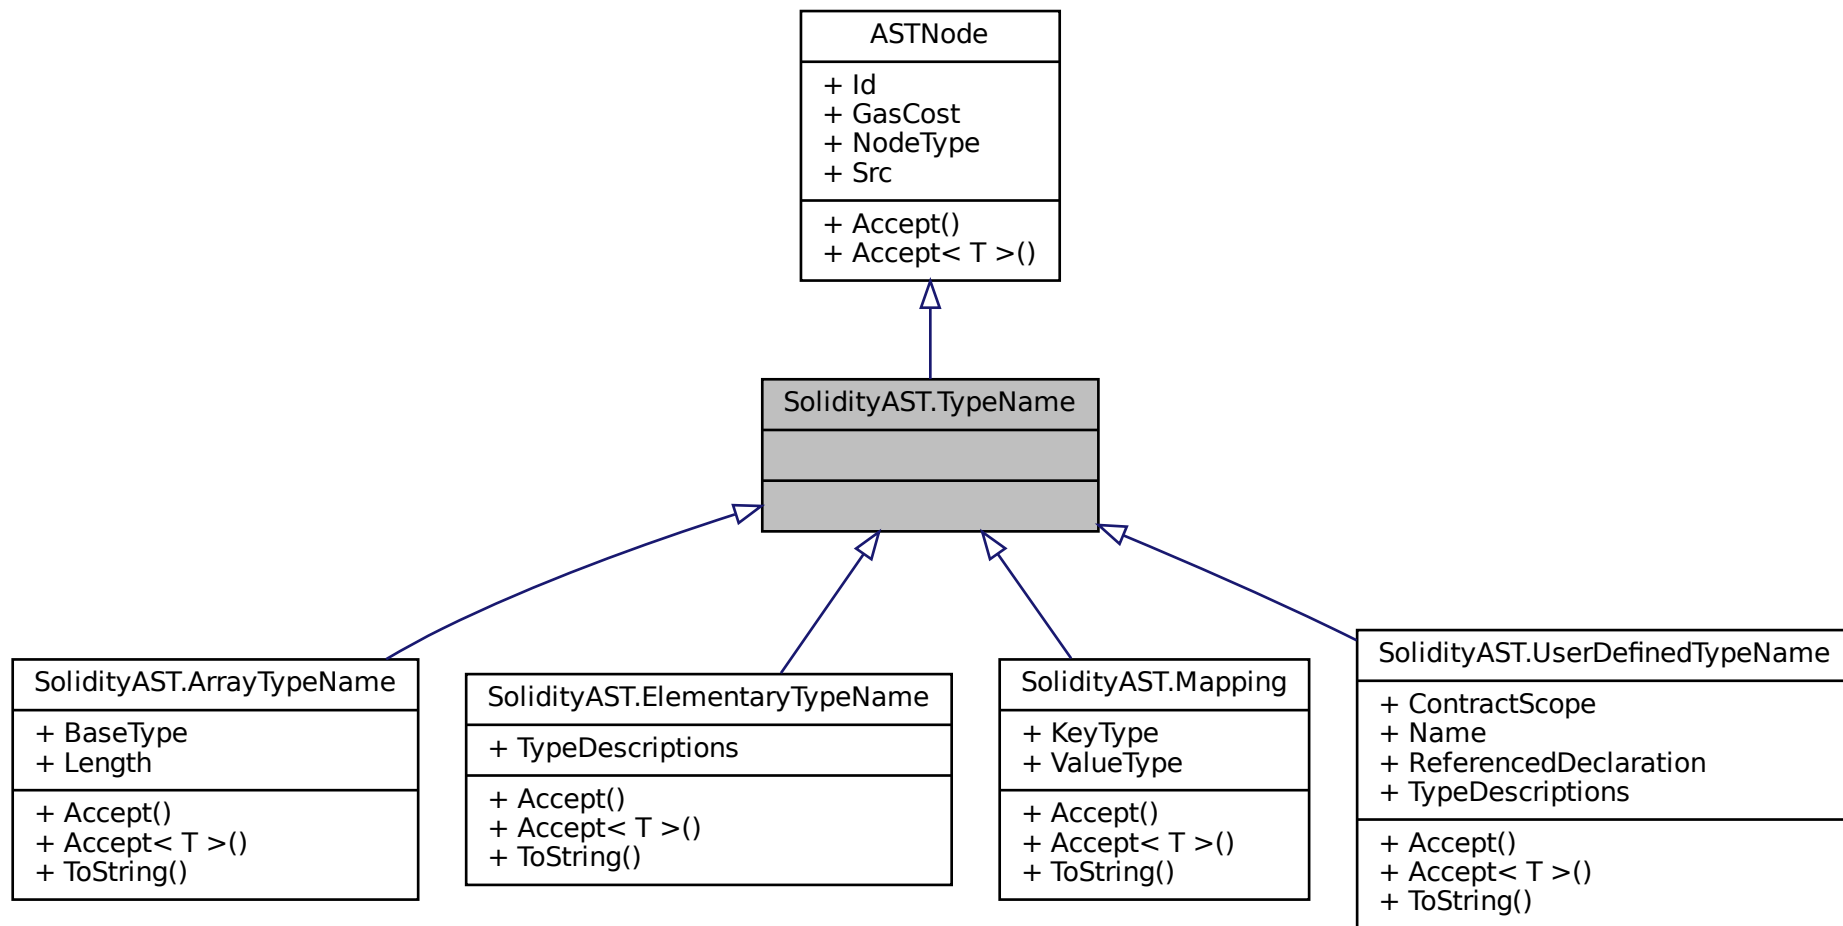 ASTNode
+ Id
+ GasCost
+ NodeType
+ Src
+ Accept()
+ Accept< T >()
SolidityAST.TypeName
SolidityAST.ArrayTypeName
+ BaseType
+ Length
+ Accept()
+ Accept< T >()
+ ToString()
SolidityAST.ElementaryTypeName
+ TypeDescriptions
+ Accept()
+ Accept< T >()
+ ToString()
SolidityAST.Mapping
+ KeyType
+ ValueType
+ Accept()
+ Accept< T >()
+ ToString()
SolidityAST.UserDefinedTypeName
+ ContractScope
+ Name
+ ReferencedDeclaration
+ TypeDescriptions
+ Accept()
+ Accept< T >()
+ ToString()